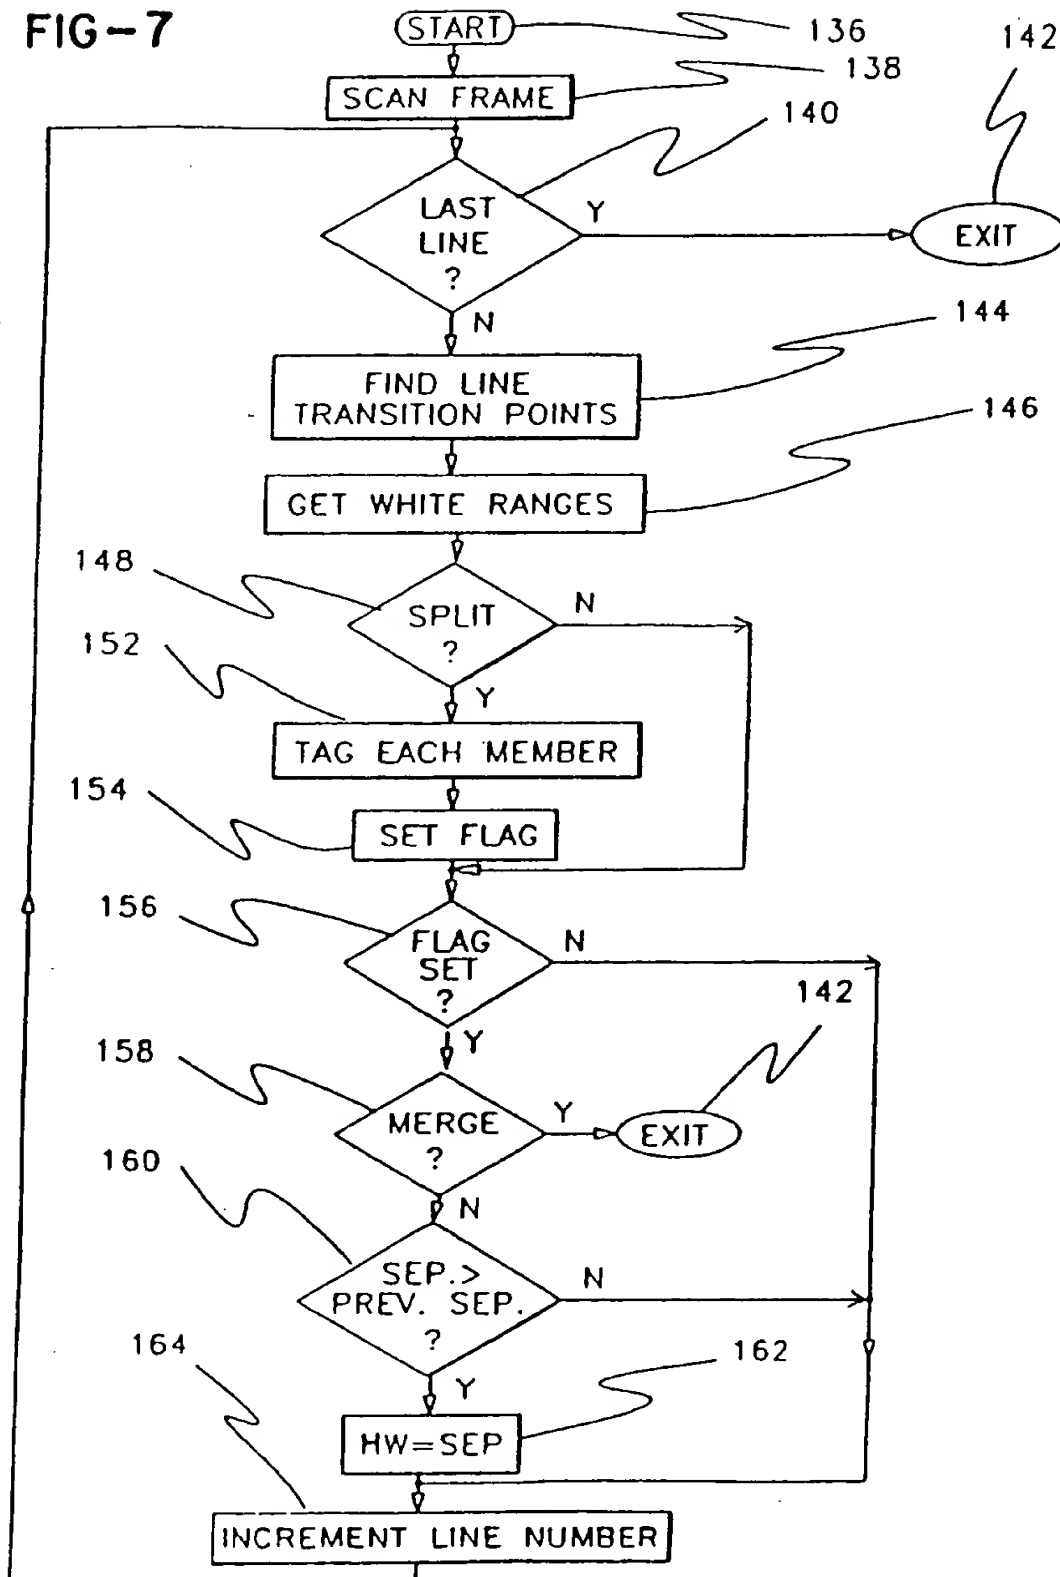 FIG-7
START
136
142
138
SCAN FRAME
140
LAST
LINE
?
Y
EXIT
N
144
FIND LINE
TRANSITION POINTS
146
GET WHITE RANGES
148
SPLIT
?
N
152
Y
TAG EACH MEMBER
154
SET FLAG
156
FLAG
SET
?
N
142
Y
158
MERGE
?
Y
EXIT
160
N
SEP.>
PREV. SEP.
?
N
164
162
Y
HW=SEP
INCREMENT LINE NUMBER